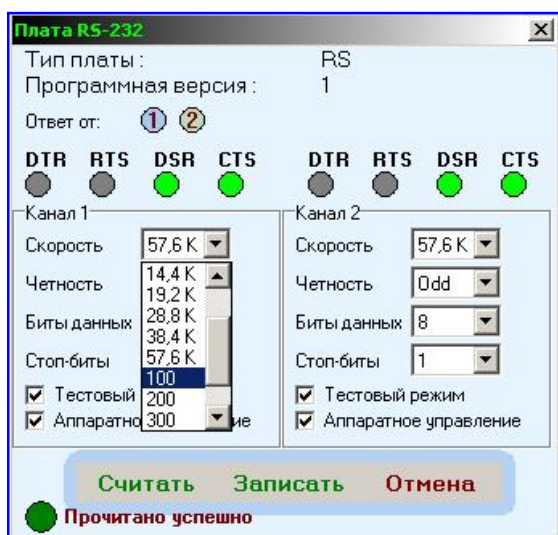 Плата RS-232
Тип платы : RS
Программная версия : 1
Ответ от: 1 2
DTR RTS DSR CTS DTR RTS DSR CTS
Канал 1 Канал 2
Скорость 57,6 K Скорость 57,6 K
14,4 K
19,2 K
28,8 K
38,4 K
57,6 K
100
200
300
Четность Четность Odd
Биты данных Биты данных 8
Стоп-биты Стоп-биты 1
Тестовый Тестовый режим
Аппаратно ие Аппаратное управление
Считать Записать Отмена
Прочитано успешно